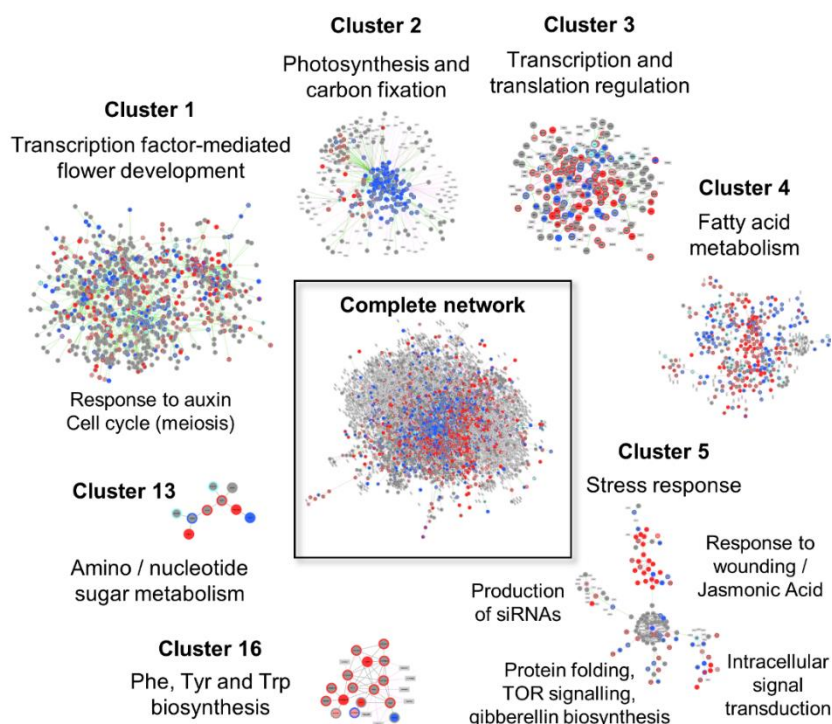 Cluster 1
Transcription factor-mediated
flower development
Response to auxin
Cell cycle (meiosis)
Cluster 2
Photosynthesis and
carbon fixation
Cluster 3
Transcription and
translation regulation
Cluster 4
Fatty acid
metabolism
Complete network
Cluster 5
Stress response
Response to
wounding /
Jasmonic Acid
Production
of siRNAs
Protein folding,
TOR signalling,
gibberellin biosynthesis
Intracellular
signal
transduction
Cluster 13
Amino / nucleotide
sugar metabolism
Cluster 16
Phe, Tyr and Trp
biosynthesis